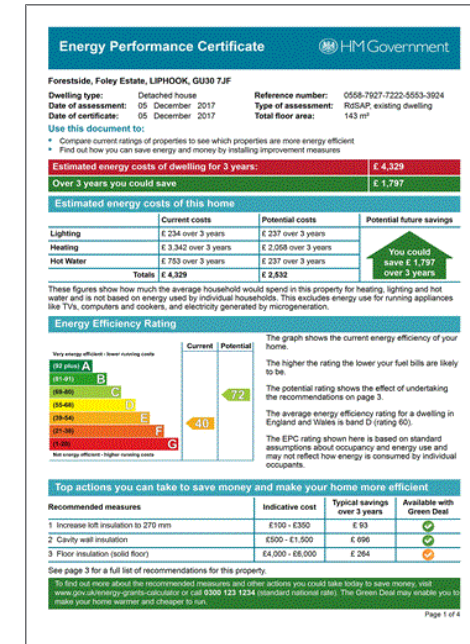 Energy Performance Certificate
HM Government
Forestside, Foley Estate, LIPHOOK, GU30 7JF
Dwelling type: Detached house
Date of assessment: 05 December 2017
Date of certificate: 05 December 2017
Reference number: 0558-7927-7222-5553-3924
Type of assessment: RdSAP, existing dwelling
Total floor area: 143 m²
Use this document to:
• Compare current ratings of properties to see which properties are more energy efficient
• Find out how you can save energy and money by installing improvement measures
Estimated energy costs of dwelling for 3 years: £ 4,329
Over 3 years you could save £ 1,797
Estimated energy costs of this home
Current costs Potential costs Potential future savings
Lighting £ 234 over 3 years £ 237 over 3 years
Heating £ 3,342 over 3 years £ 2,058 over 3 years
Hot Water £ 753 over 3 years £ 237 over 3 years
Totals £ 4,329 £ 2,532
You could
save £ 1,797
over 3 years
These figures show how much the average household would spend in this property for heating, lighting and hot
water and is not based on energy used by individual households. This excludes energy use for running appliances
like TVs, computers and cookers, and electricity generated by microgeneration.
Energy Efficiency Rating
Current Potential
Very energy efficient - lower running costs
(92 plus) A
(81-91) B
(69-80) C
(55-68) D
(39-54) E
(21-38) F
(1-20) G
Not energy efficient - higher running costs
40
72
The graph shows the current energy efficiency of your
home.
The higher the rating the lower your fuel bills are likely
to be.
The potential rating shows the effect of undertaking
the recommendations on page 3.
The average energy efficiency rating for a dwelling in
England and Wales is band D (rating 60).
The EPC rating shown here is based on standard
assumptions about occupancy and energy use and
may not reflect how energy is consumed by individual
occupants.
Top actions you can take to save money and make your home more efficient
Recommended measures Indicative cost Typical savings over 3 years Available with Green Deal
1 Increase loft insulation to 270 mm £100 - £350 £ 93
2 Cavity wall insulation £500 - £1,500 £ 696
3 Floor insulation (solid floor) £4,000 - £6,000 £ 264
See page 3 for a full list of recommendations for this property.
To find out more about the recommended measures and other actions you could take today to save money, visit
www.gov.uk/energy-grants-calculator or call 0300 123 1234 (standard national rate). The Green Deal may enable you to
make your home warmer and cheaper to run.
Page 1 of 4